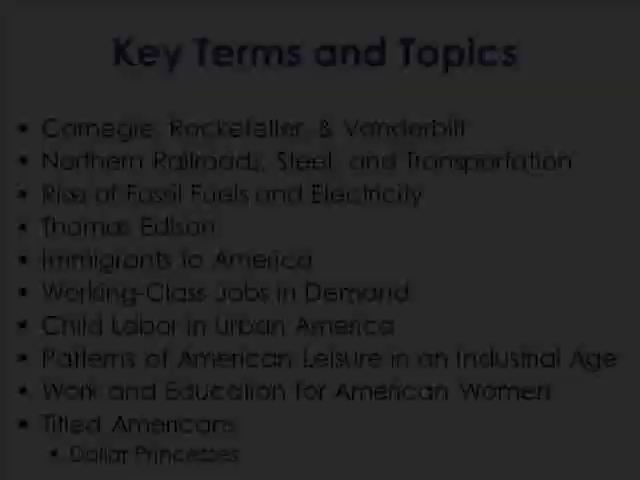 Key Terms and Topics
• Carnegie, Rockefeller, & Vanderbilt
• Northern Railroads, Steel, and Transportation
• Rise of Fossil Fuels and Electricity
• Thomas Edison
• Immigrants to America
• Working-Class Jobs in Demand
• Child Labor in Urban America
• Patterns of American Leisure in an Industrial Age
• Work and Education for American Women
• Titled Americans
• Dollar Princesses